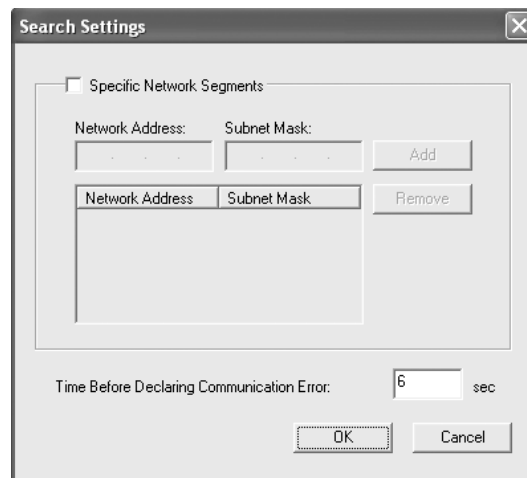 Search Settings
Specific Network Segments
Network Address: Subnet Mask:
Add
Network Address Subnet Mask
Remove
Time Before Declaring Communication Error: 6 sec
OK Cancel